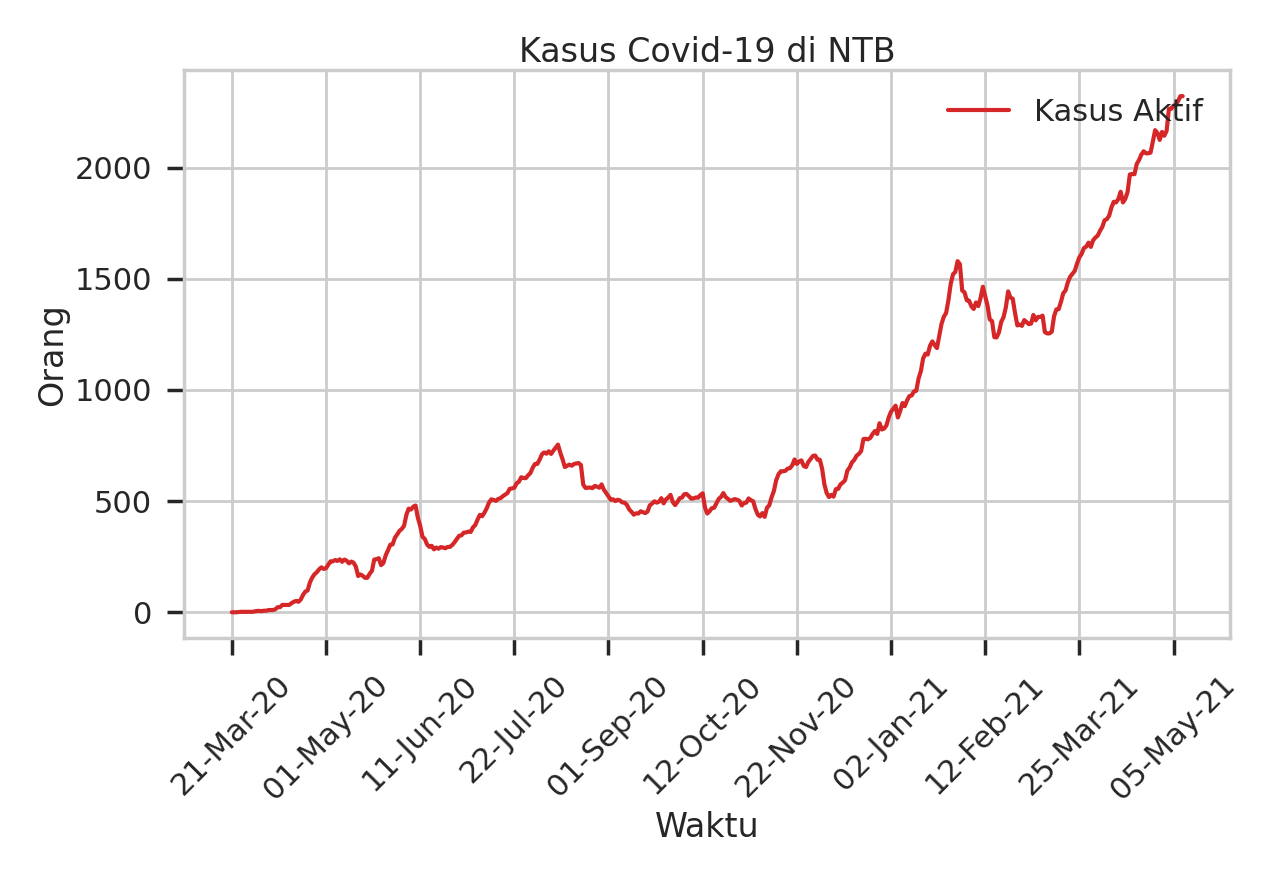 Kasus Covid-19 di NTB
Kasus Aktif
Orang
2000
1500
1000
500
0
21-Mar-20
01-May-20
11-Jun-20
22-Jul-20
01-Sep-20
12-Oct-20
22-Nov-20
02-Jan-21
12-Feb-21
25-Mar-21
05-May-21
Waktu